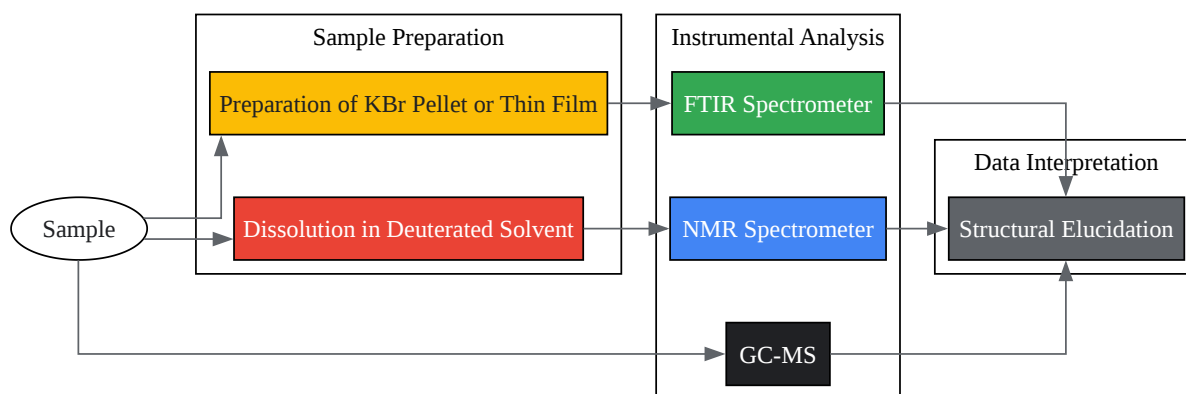 Sample Preparation
Instrumental Analysis
Preparation of KBr Pellet or Thin Film
FTIR Spectrometer
Data Interpretation
Sample
Dissolution in Deuterated Solvent
NMR Spectrometer
Structural Elucidation
GC-MS